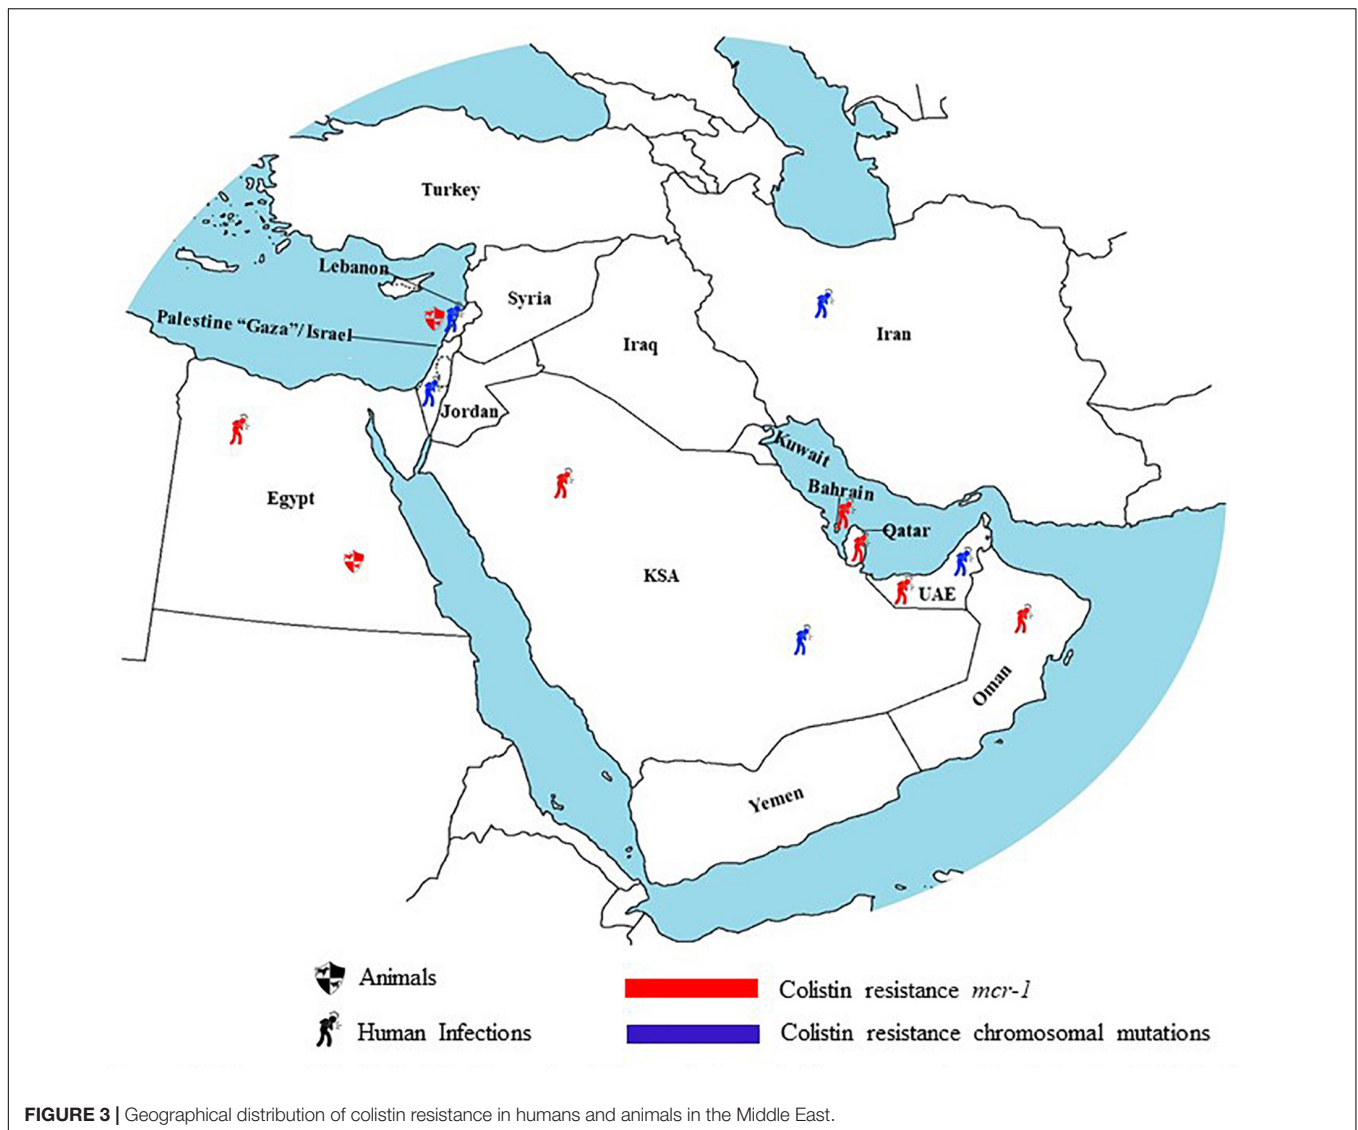 Turkey
Lebanon
Syria
Palestine “Gaza”/Israel
Iraq
Iran
Jordan
Kuwait
Bahrain
Egypt
Qatar
KSA
UAE
Oman
Yemen
Animals
Colistin resistance mcr-1
Human Infections
Colistin resistance chromosomal mutations
FIGURE 3 | Geographical distribution of colistin resistance in humans and animals in the Middle East.